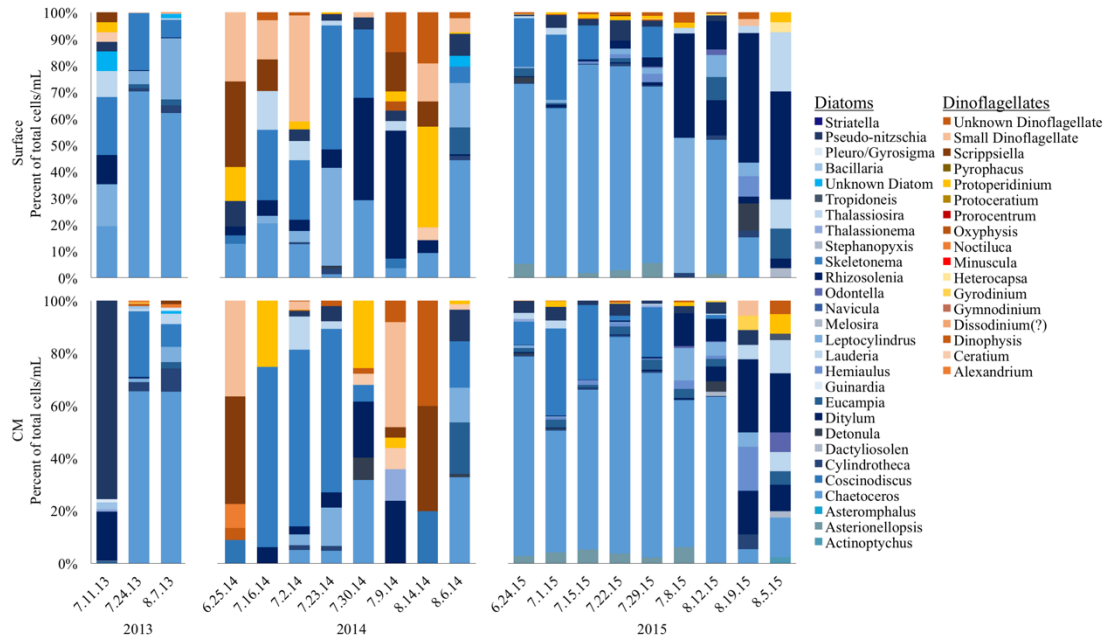 Surface
Percent of total cells/mL
100%
90%
80%
70%
60%
50%
40%
30%
20%
10%
0%
CM
Percent of total cells/mL
100%
80%
60%
40%
20%
0%
7.11.13
7.24.13
8.7.13
6.25.14
7.16.14
7.2.14
7.23.14
7.30.14
7.9.14
8.14.14
8.6.14
6.24.15
7.1.15
7.15.15
7.22.15
7.29.15
7.8.15
8.12.15
8.19.15
8.5.15
2013
2014
2015
Diatoms
Striatella
Pseudo-nitzschia
Pleuro/Gyrosigma
Bacillaria
Unknown Diatom
Tropidoneis
Thalassiosira
Thalassionema
Stephanopyxis
Skeletonema
Rhizosolenia
Odontella
Navicula
Melosira
Leptocylindrus
Lauderia
Hemiaulus
Guinardia
Eucampia
Ditylum
Detonula
Dactyliosolen
Cylindrotheca
Coscinodiscus
Chaetoceros
Asteromphalus
Asterionellopsis
Actinoptychus
Dinoflagellates
Unknown Dinoflagellate
Small Dinoflagellate
Scrippsiella
Pyrophacus
Protoperidinium
Protoceratium
Prorocentrum
Oxyphysis
Noctiluca
Minuscula
Heterocapsa
Gyrodinium
Gymnodinium
Dissodinium(?)
Dinophysis
Ceratium
Alexandrium